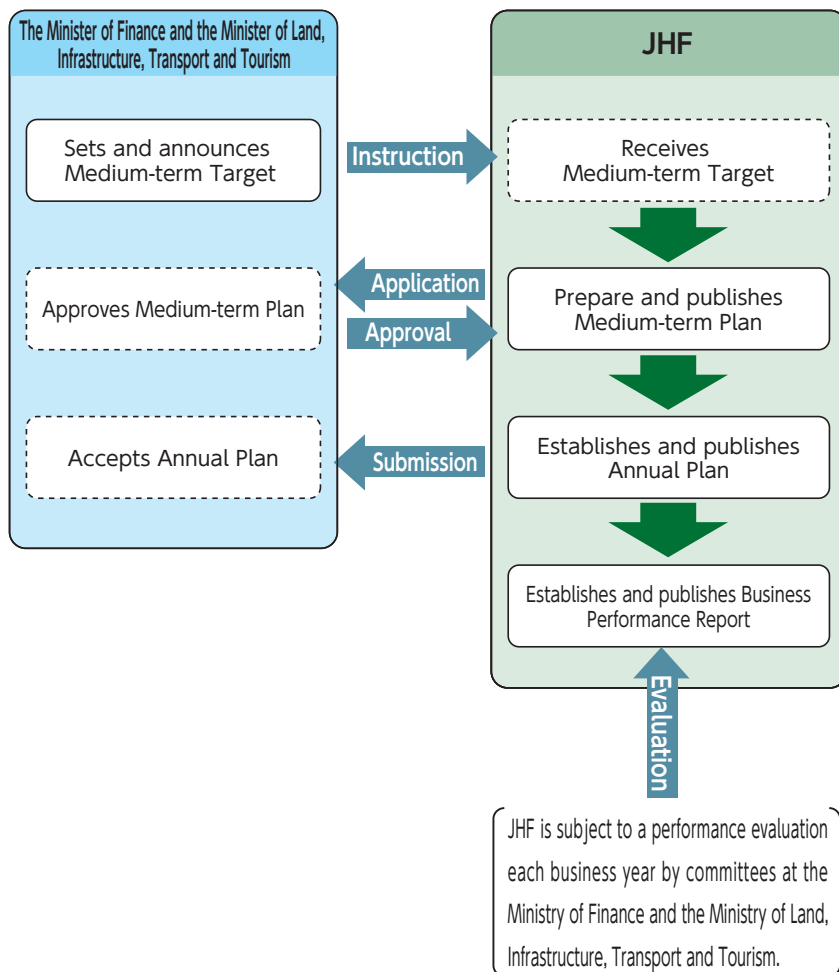 The Minister of Finance and the Minister of Land,
Infrastructure, Transport and Tourism
JHF
Sets and announces
Medium-term Target
Instruction
Receives
Medium-term Target
Approves Medium-term Plan
Application
Approval
Prepare and publishes
Medium-term Plan
Accepts Annual Plan
Submission
Establishes and publishes
Annual Plan
Establishes and publishes Business
Performance Report
Evaluation
JHF is subject to a performance evaluation
each business year by committees at the
Ministry of Finance and the Ministry of Land,
Infrastructure, Transport and Tourism.